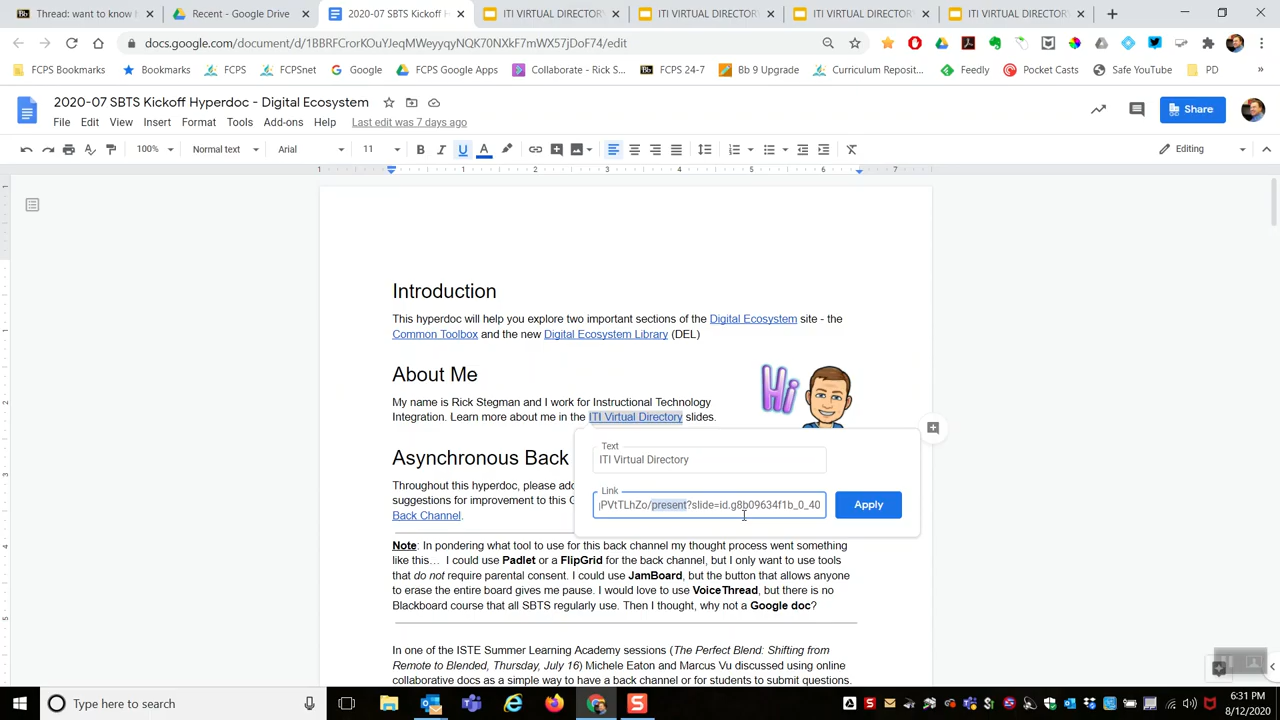 Thread: want to know
Recent - Google Drive
2020-07 SBTS Kickoff H
ITI VIRTUAL DIRECTOR
ITI VIRTUAL DIRECTOR
ITI VIRTUAL DIRECTOR
ITI VIRTUAL DIRECTOR
docs.google.com/document/d/1BBRFCrorKOuYJeqMWeyyqyNQK70NXkF7mWX57jDoF74/edit
FCPS Bookmarks
Bookmarks
FCPS
FCPSnet
Google
FCPS Google Apps
Collaborate - Rick S...
FCPS 24-7
Bb 9 Upgrade
Curriculum Reposit...
Feedly
Pocket Casts
Safe YouTube
PD
2020-07 SBTS Kickoff Hyperdoc - Digital Ecosystem
File Edit View Insert Format Tools Add-ons Help Last edit was 7 days ago
Share
100% Normal text Arial 11 Editing
1 1 2 3 4 5 6 7
Introduction
This hyperdoc will help you explore two important sections of the Digital Ecosystem site - the
Common Toolbox and the new Digital Ecosystem Library (DEL)
About Me
Hi
My name is Rick Stegman and I work for Instructional Technology
Integration. Learn more about me in the ITI Virtual Directory slides.
Text
ITI Virtual Directory
Link
PVtTLhZo/present?slide=id.g8b09634f1b_0_40
Apply
Asynchronous Back
Throughout this hyperdoc, please add
suggestions for improvement to this G
Back Channel.
Note: In pondering what tool to use for this back channel my thought process went something
like this... I could use Padlet or a FlipGrid for the back channel, but I only want to use tools
that do not require parental consent. I could use JamBoard, but the button that allows anyone
to erase the entire board gives me pause. I would love to use VoiceThread, but there is no
Blackboard course that all SBTS regularly use. Then I thought, why not a Google doc?
In one of the ISTE Summer Learning Academy sessions (The Perfect Blend: Shifting from
Remote to Blended, Thursday, July 16) Michele Eaton and Marcus Vu discussed using online
collaborative docs as a simple way to have a back channel or for students to submit questions.
Type here to search
6:31 PM
8/12/2020